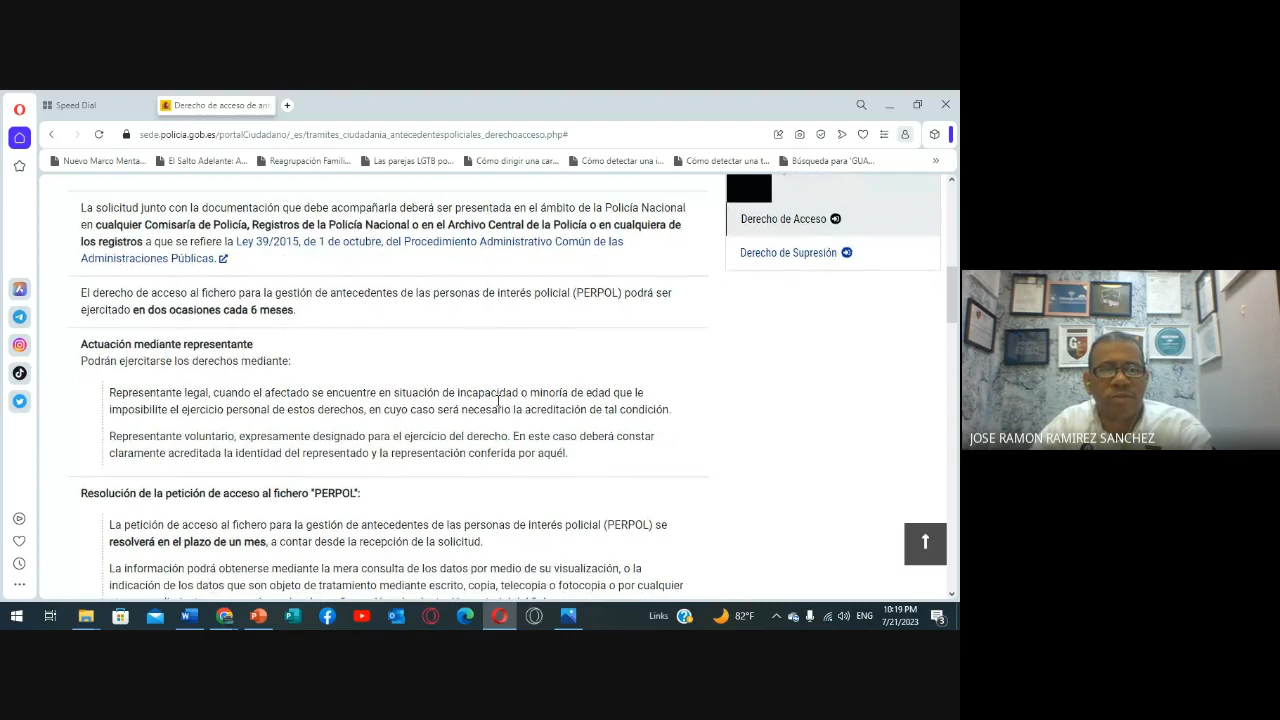 Speed Dial
Derecho de acceso de an
sede.policia.gob.es/portalCiudadano/_es/tramites_ciudadania_antecedentespoliciales_derechoacceso.php#
Nuevo Marco Menta...
El Salto Adelante: A...
Reagrupación Famili...
Las parejas LGTB po...
Cómo dirigir una car...
Cómo detectar una i...
Cómo detectar una t...
Búsqueda para 'GUA...
La solicitud junto con la documentación que debe acompañarla deberá ser presentada en el ámbito de la Policía Nacional
en cualquier Comisaría de Policía, Registros de la Policía Nacional o en el Archivo Central de la Policía o en cualquiera de
los registros a que se refiere la Ley 39/2015, de 1 de octubre, del Procedimiento Administrativo Común de las
Administraciones Públicas.
El derecho de acceso al fichero para la gestión de antecedentes de las personas de interés policial (PERPOL) podrá ser
ejercitado en dos ocasiones cada 6 meses.
Actuación mediante representante
Podrán ejercitarse los derechos mediante:
Representante legal, cuando el afectado se encuentre en situación de incapacidad o minoría de edad que le
imposibilite el ejercicio personal de estos derechos, en cuyo caso será necesario la acreditación de tal condición.
Representante voluntario, expresamente designado para el ejercicio del derecho. En este caso deberá constar
claramente acreditada la identidad del representado y la representación conferida por aquél.
Resolución de la petición de acceso al fichero "PERPOL":
La petición de acceso al fichero para la gestión de antecedentes de las personas de interés policial (PERPOL) se
resolverá en el plazo de un mes, a contar desde la recepción de la solicitud.
La información podrá obtenerse mediante la mera consulta de los datos por medio de su visualización, o la
indicación de los datos que son objeto de tratamiento mediante escrito, copia, telecopia o fotocopia o por cualquier
Derecho de Acceso
Derecho de Supresión
JOSE RAMON RAMIREZ SANCHEZ
Links
82°F
ENG
10:19 PM
7/21/2023
3